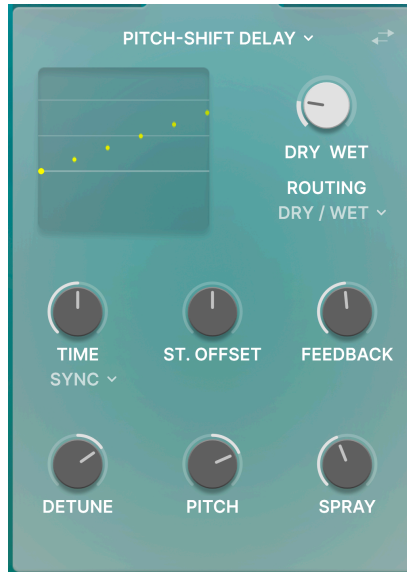 PITCH-SHIFT DELAY
DRY WET
ROUTING
DRY / WET
TIME
ST. OFFSET
FEEDBACK
SYNC
DETUNE
PITCH
SPRAY